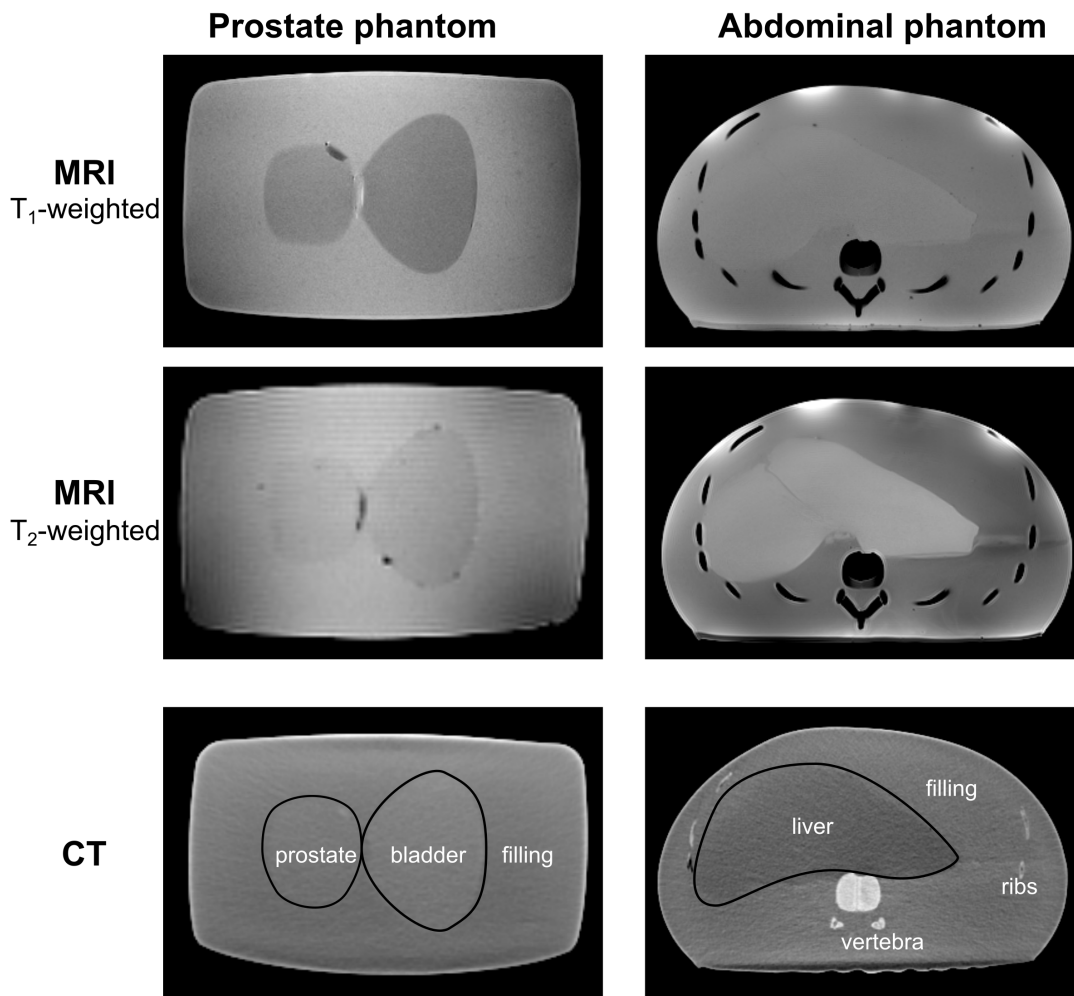 Prostate phantom
Abdominal phantom
MRI
T₁-weighted
MRI
T₂-weighted
CT
prostate
bladder
filling
filling
liver
ribs
vertebra